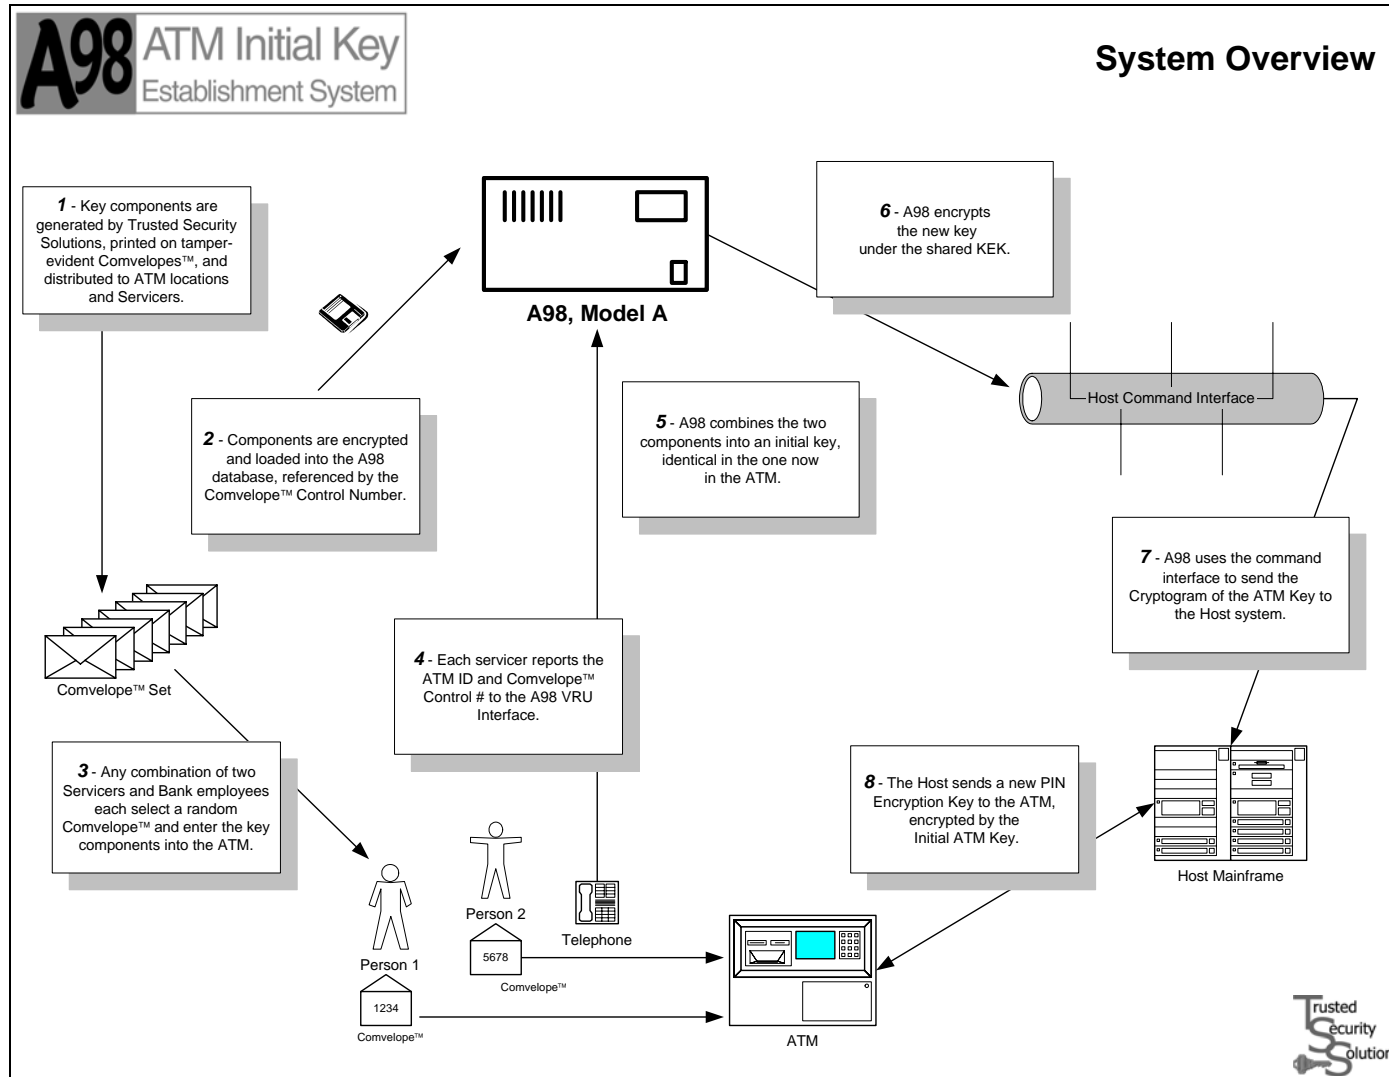 A98 ATM Initial Key
Establishment System
System Overview
1 - Key components are
generated by Trusted Security
Solutions, printed on tamper-
evident Comvelopes™, and
distributed to ATM locations
and Servicers.
A98, Model A
6 - A98 encrypts
the new key
under the shared KEK.
Host Command Interface
2 - Components are encrypted
and loaded into the A98
database, referenced by the
Comvelope™ Control Number.
5 - A98 combines the two
components into an initial key,
identical in the one now
in the ATM.
7 - A98 uses the command
interface to send the
Cryptogram of the ATM Key to
the Host system.
Comvelope™ Set
4 - Each servicer reports the
ATM ID and Comvelope™
Control # to the A98 VRU
Interface.
3 - Any combination of two
Servicers and Bank employees
each select a random
Comvelope™ and enter the key
components into the ATM.
8 - The Host sends a new PIN
Encryption Key to the ATM,
encrypted by the
Initial ATM Key.
Host Mainframe
Person 2
Telephone
5678
Comvelope™
Person 1
1234
Comvelope™
ATM
Trusted
Security
Solution